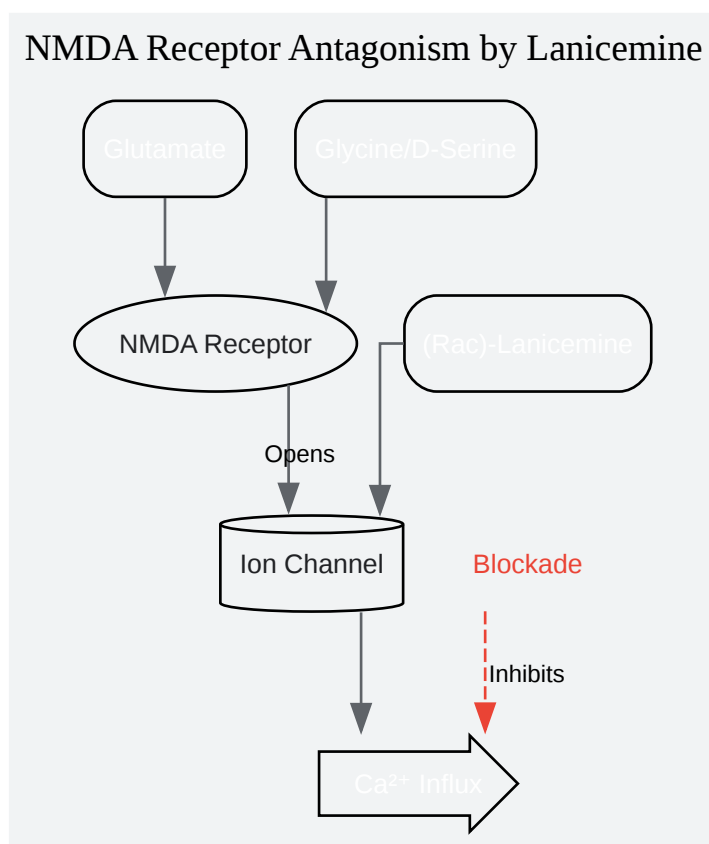 NMDA Receptor Antagonism by Lanicemine
Glutamate
Glycine/D-Serine
NMDA Receptor
(Rac)-Lanicemine
Opens
Ion Channel
Blockade
Inhibits
Ca²⁺ Influx